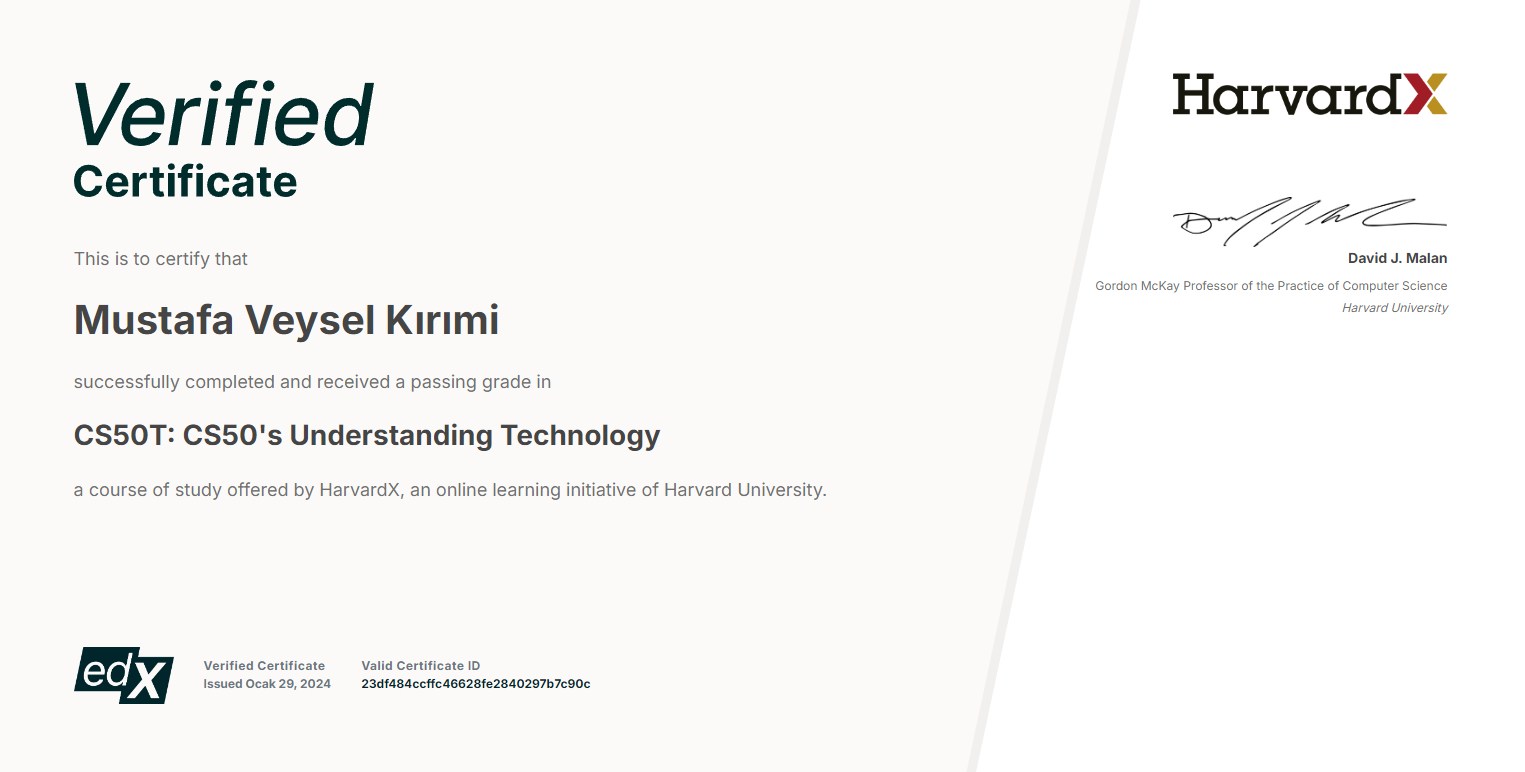 Verified
Certificate
This is to certify that
Mustafa Veysel Kırımi
successfully completed and received a passing grade in
CS50T: CS50's Understanding Technology
a course of study offered by HarvardX, an online learning initiative of Harvard University.
edX
Verified Certificate
Issued Ocak 29, 2024
Valid Certificate ID
23df484ccffc46628fe2840297b7c90c
HarvardX
David J. Malan
Gordon McKay Professor of the Practice of Computer Science
Harvard University